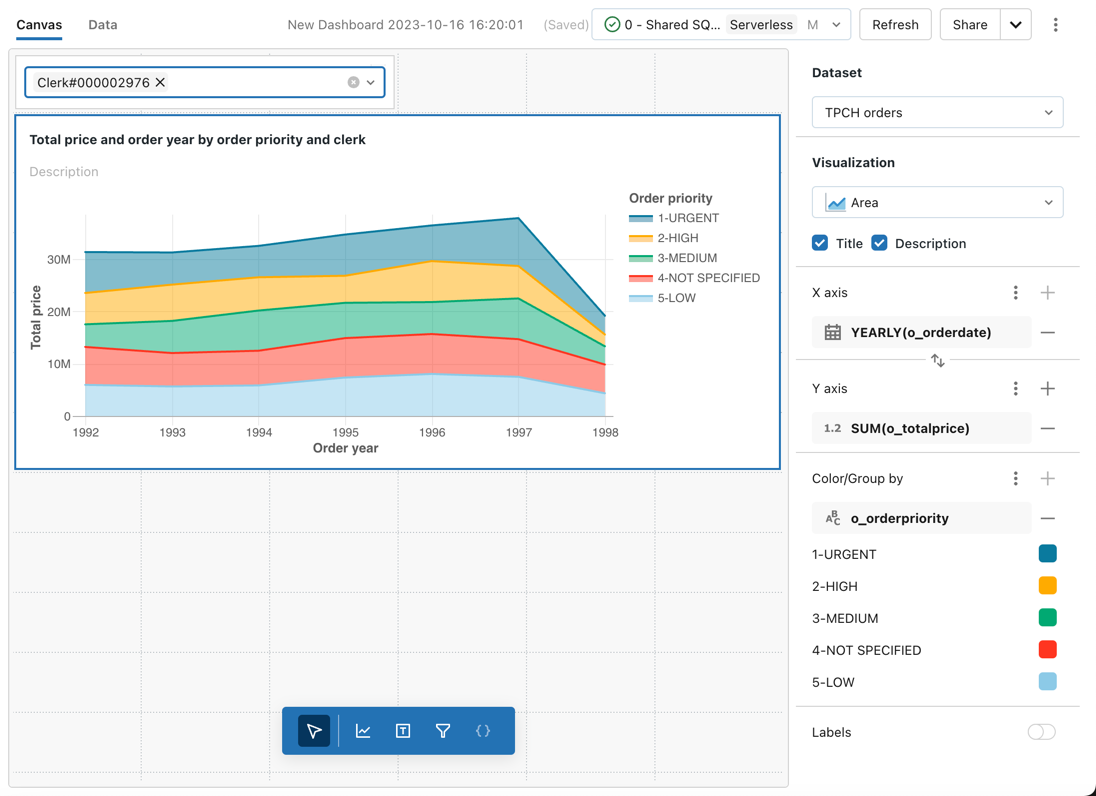 Canvas Data New Dashboard 2023-10-16 16:20:01 (Saved) 0 - Shared SQ... Serverless M Refresh Share
Clerk#000002976
Total price and order year by order priority and clerk
Description
Order priority
1-URGENT
2-HIGH
3-MEDIUM
4-NOT SPECIFIED
5-LOW
Total price
30M
20M
10M
0
1992 1993 1994 1995 1996 1997 1998
Order year
Dataset
TPCH orders
Visualization
Area
Title Description
X axis
YEARLY(o_orderdate)
Y axis
1.2 SUM(o_totalprice)
Color/Group by
ABC o_orderpriority
1-URGENT
2-HIGH
3-MEDIUM
4-NOT SPECIFIED
5-LOW
Labels